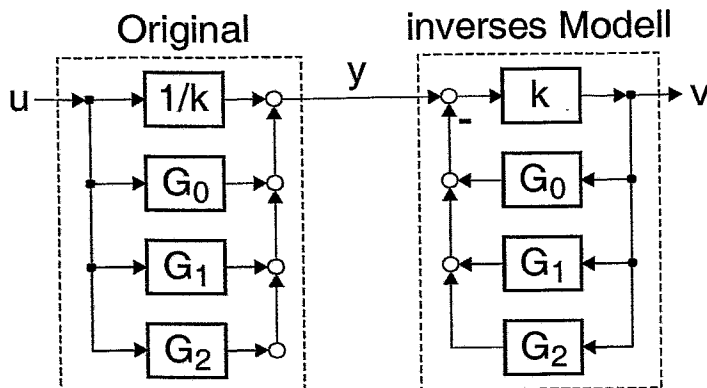 Original
inverses Modell
u
1/k
y
-
k
v
G0
G0
G1
G1
G2
G2